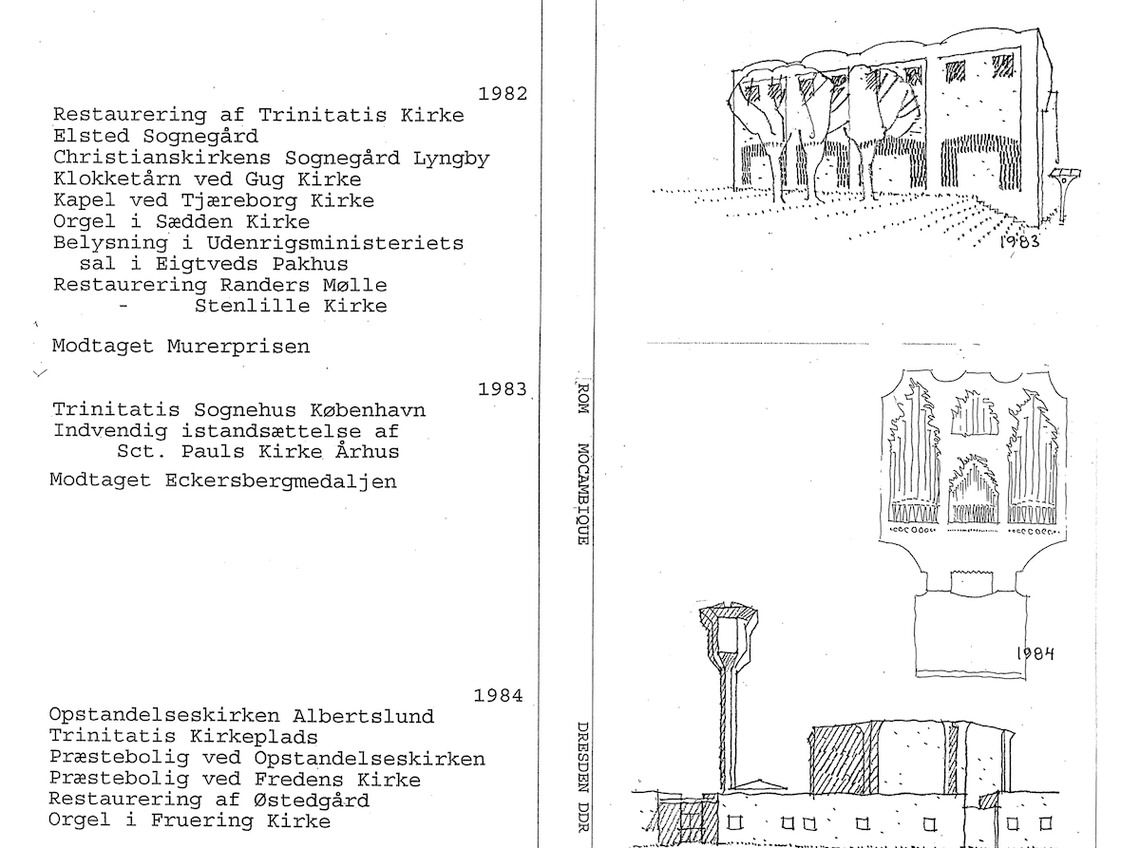 1982
Restaurering af Trinitatis Kirke
Elsted Sognegård
Christianskirkens Sognegård Lyngby
Klokketårn ved Gug Kirke
Kapel ved Tjæreborg Kirke
Orgel i Sædden Kirke
Belysning i Udenrigsministeriets
sal i Eigtveds Pakhus
Restaurering Randers Mølle
- Stenlille Kirke
Modtaget Murerprisen
1983
Trinitatis Sognehus København
Indvendig istandsættelse af
Sct. Pauls Kirke Århus
Modtaget Eckersbergmedaljen
1984
Opstandelseskirken Albertslund
Trinitatis Kirkeplads
Præstebolig ved Opstandelseskirken
Præstebolig ved Fredens Kirke
Restaurering af Østedgård
Orgel i Fruering Kirke
ROM MOCAMBIQUE
DRESDEN DDR
1983
1984